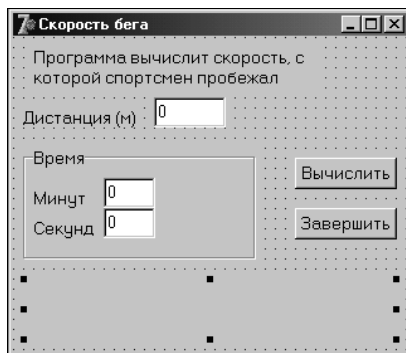 Скорость бега
Программа вычислит скорость, с
которой спортсмен пробежал
Дистанция (м) 0
Время
Минут 0
Секунд 0
Вычислить
Завершить